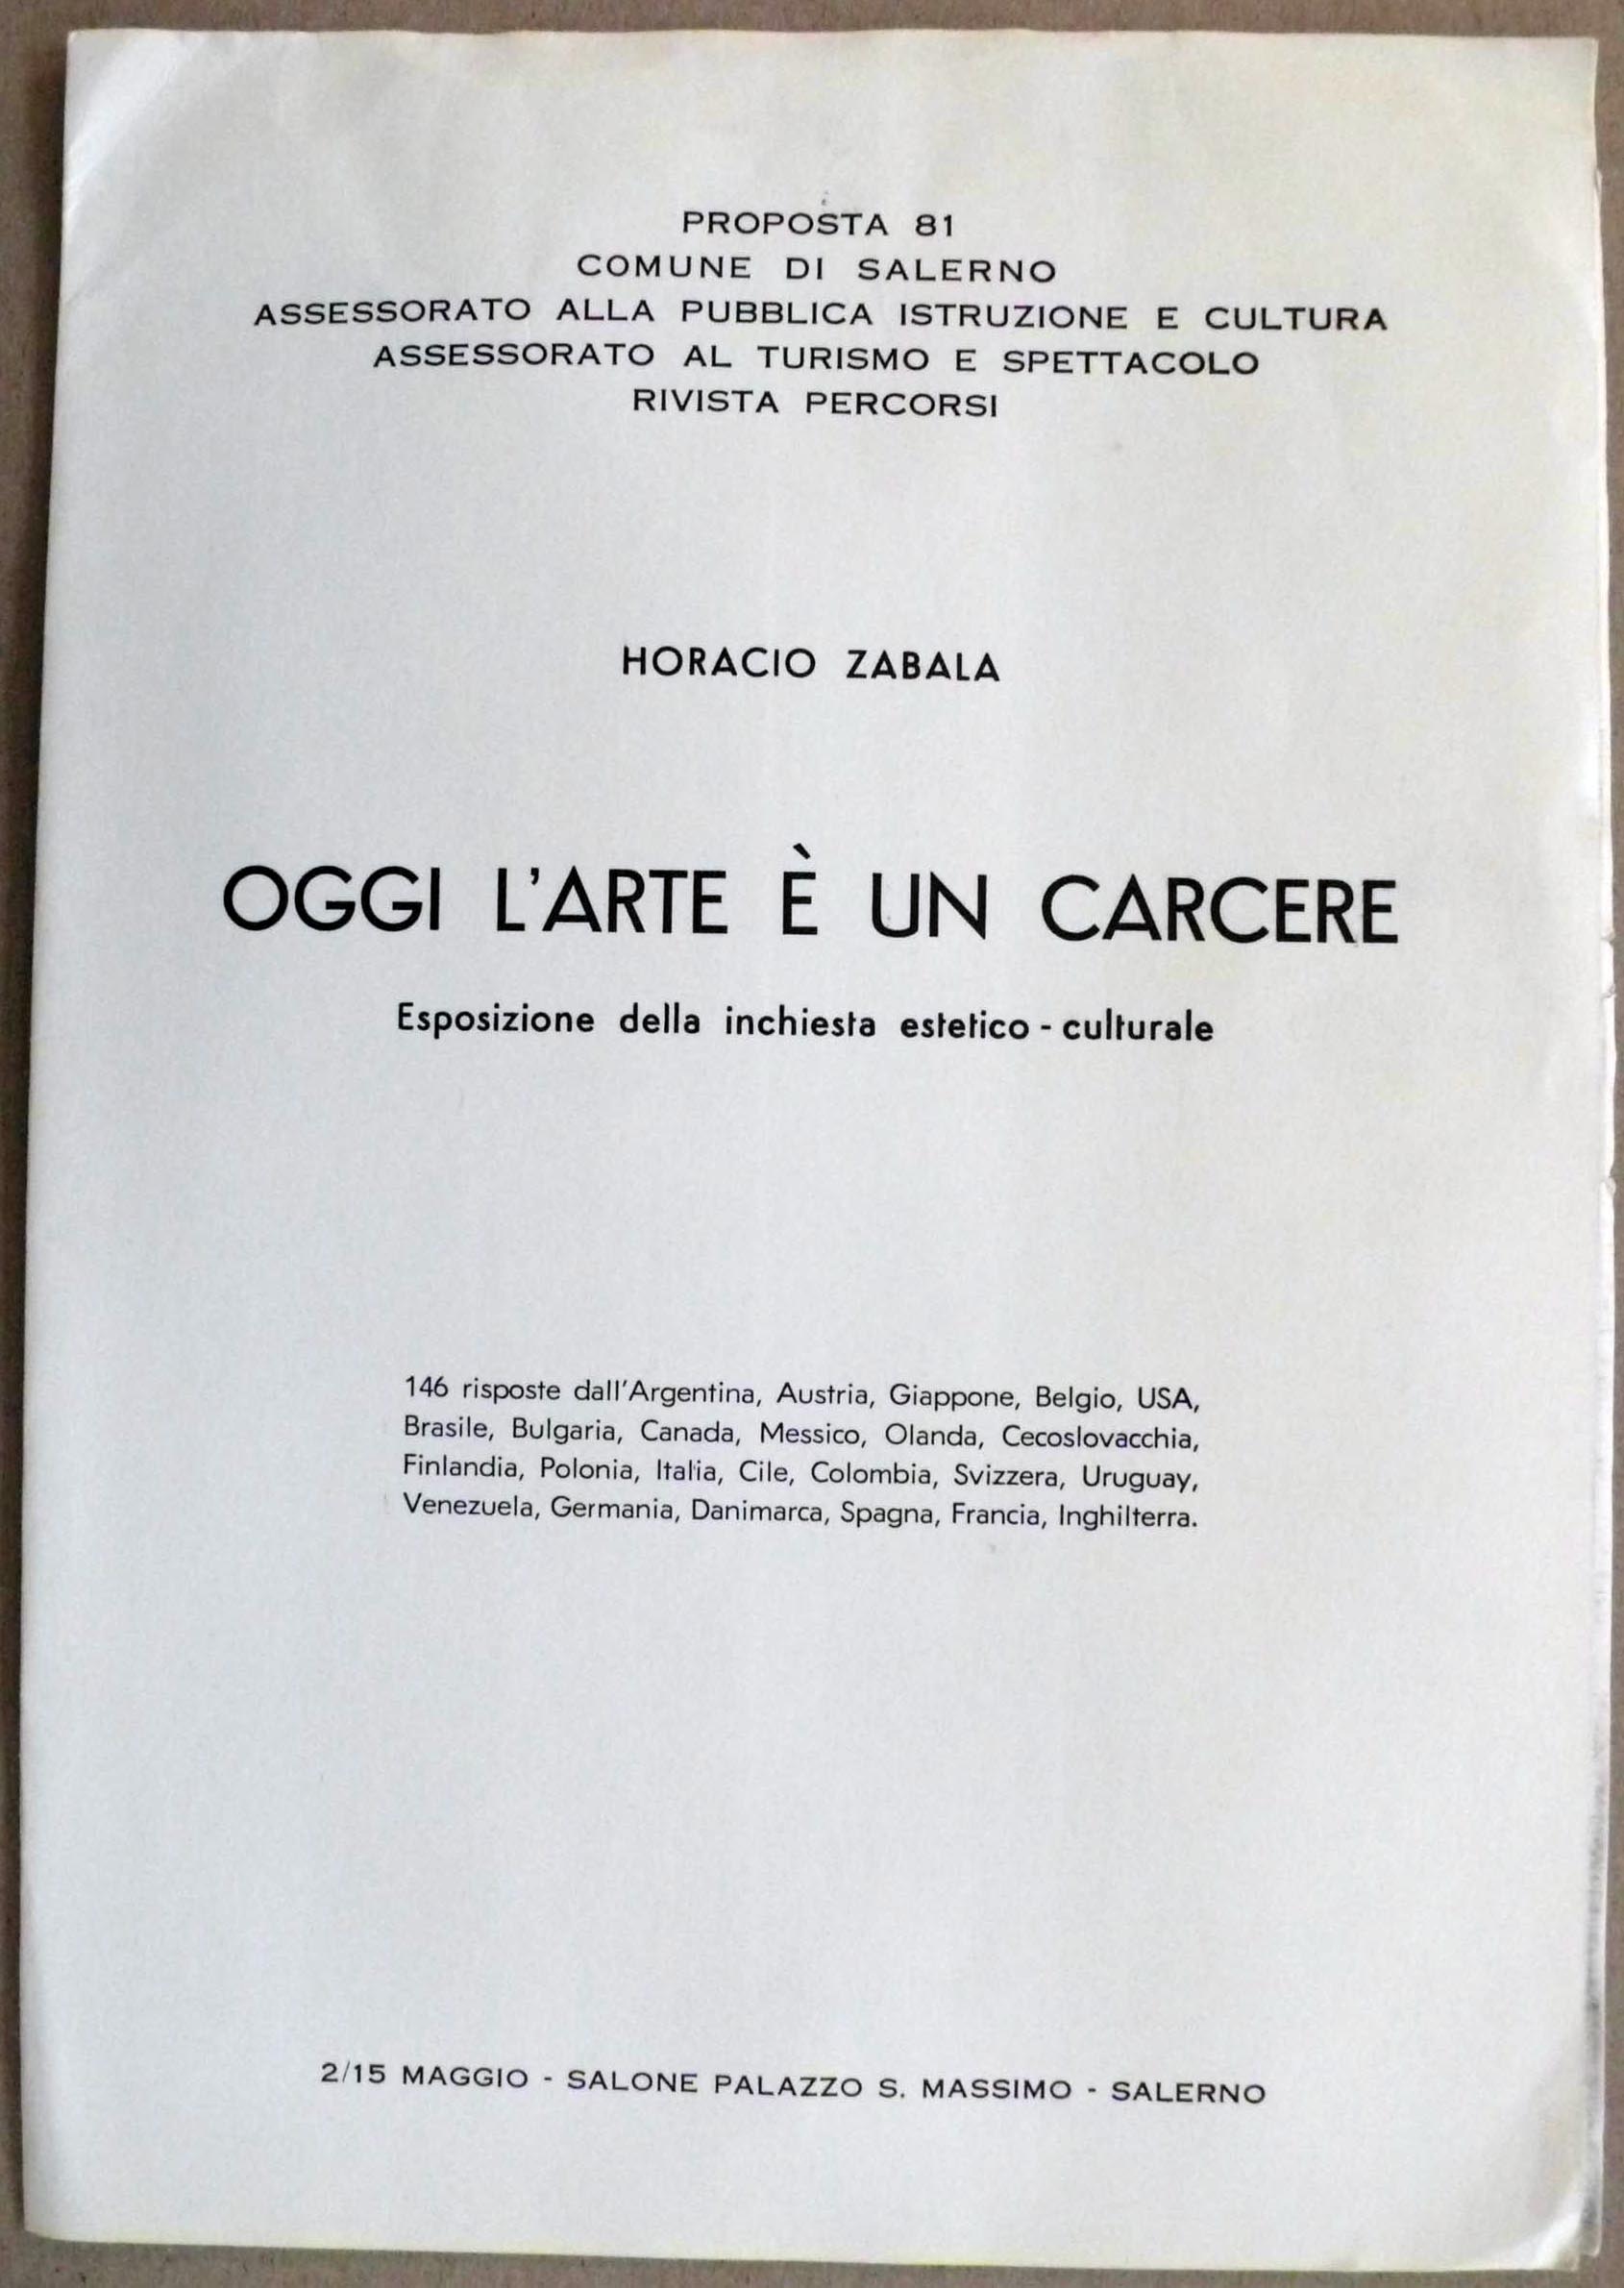 PROPOSTA 81
COMUNE DI SALERNO
ASSESSORATO ALLA PUBBLICA ISTRUZIONE E CULTURA
ASSESSORATO AL TURISMO E SPETTACOLO
RIVISTA PERCORSI
HORACIO ZABALA
OGGI L'ARTE È UN CARCERE
Esposizione della inchiesta estetico - culturale
146 risposte dall'Argentina, Austria, Giappone, Belgio, USA,
Brasile, Bulgaria, Canada, Messico, Olanda, Cecoslovacchia,
Finlandia, Polonia, Italia, Cile, Colombia, Svizzera, Uruguay,
Venezuela, Germania, Danimarca, Spagna, Francia, Inghilterra.
2/15 MAGGIO - SALONE PALAZZO S. MASSIMO - SALERNO